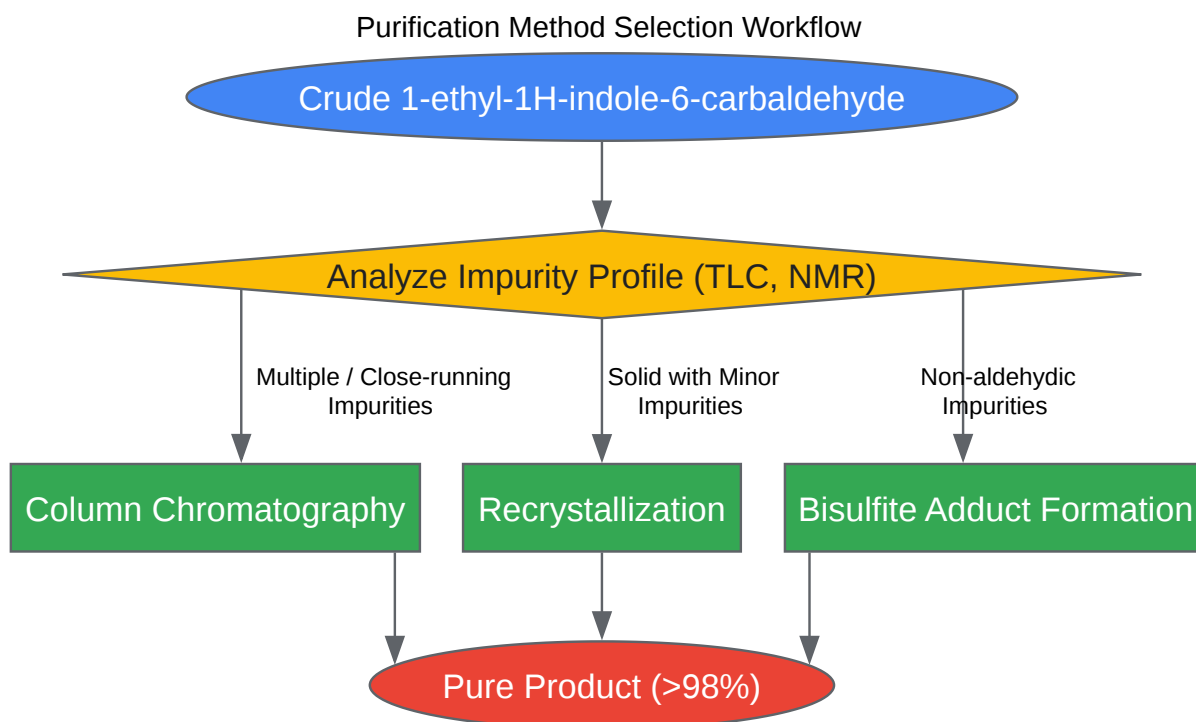 Purification Method Selection Workflow
Crude 1-ethyl-1H-indole-6-carbaldehyde
Analyze Impurity Profile (TLC, NMR)
Multiple / Close-running
Impurities
Solid with Minor
Impurities
Non-aldehydic
Impurities
Column Chromatography
Recrystallization
Bisulfite Adduct Formation
Pure Product (>98%)